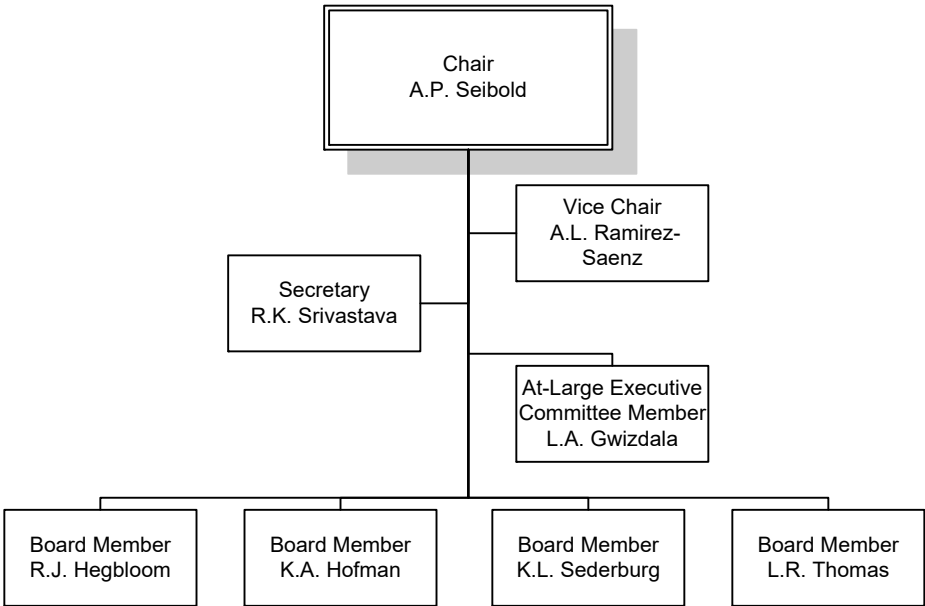 Chair
A.P. Seibold
Vice Chair
A.L. Ramirez-
Saenz
Secretary
R.K. Srivastava
At-Large Executive
Committee Member
L.A. Gwizdala
Board Member
R.J. Hegbloom
Board Member
K.A. Hofman
Board Member
K.L. Sederburg
Board Member
L.R. Thomas